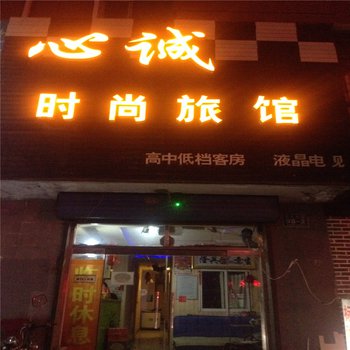 心诚
时尚旅馆
高中低档客房 液晶电视
临时休息